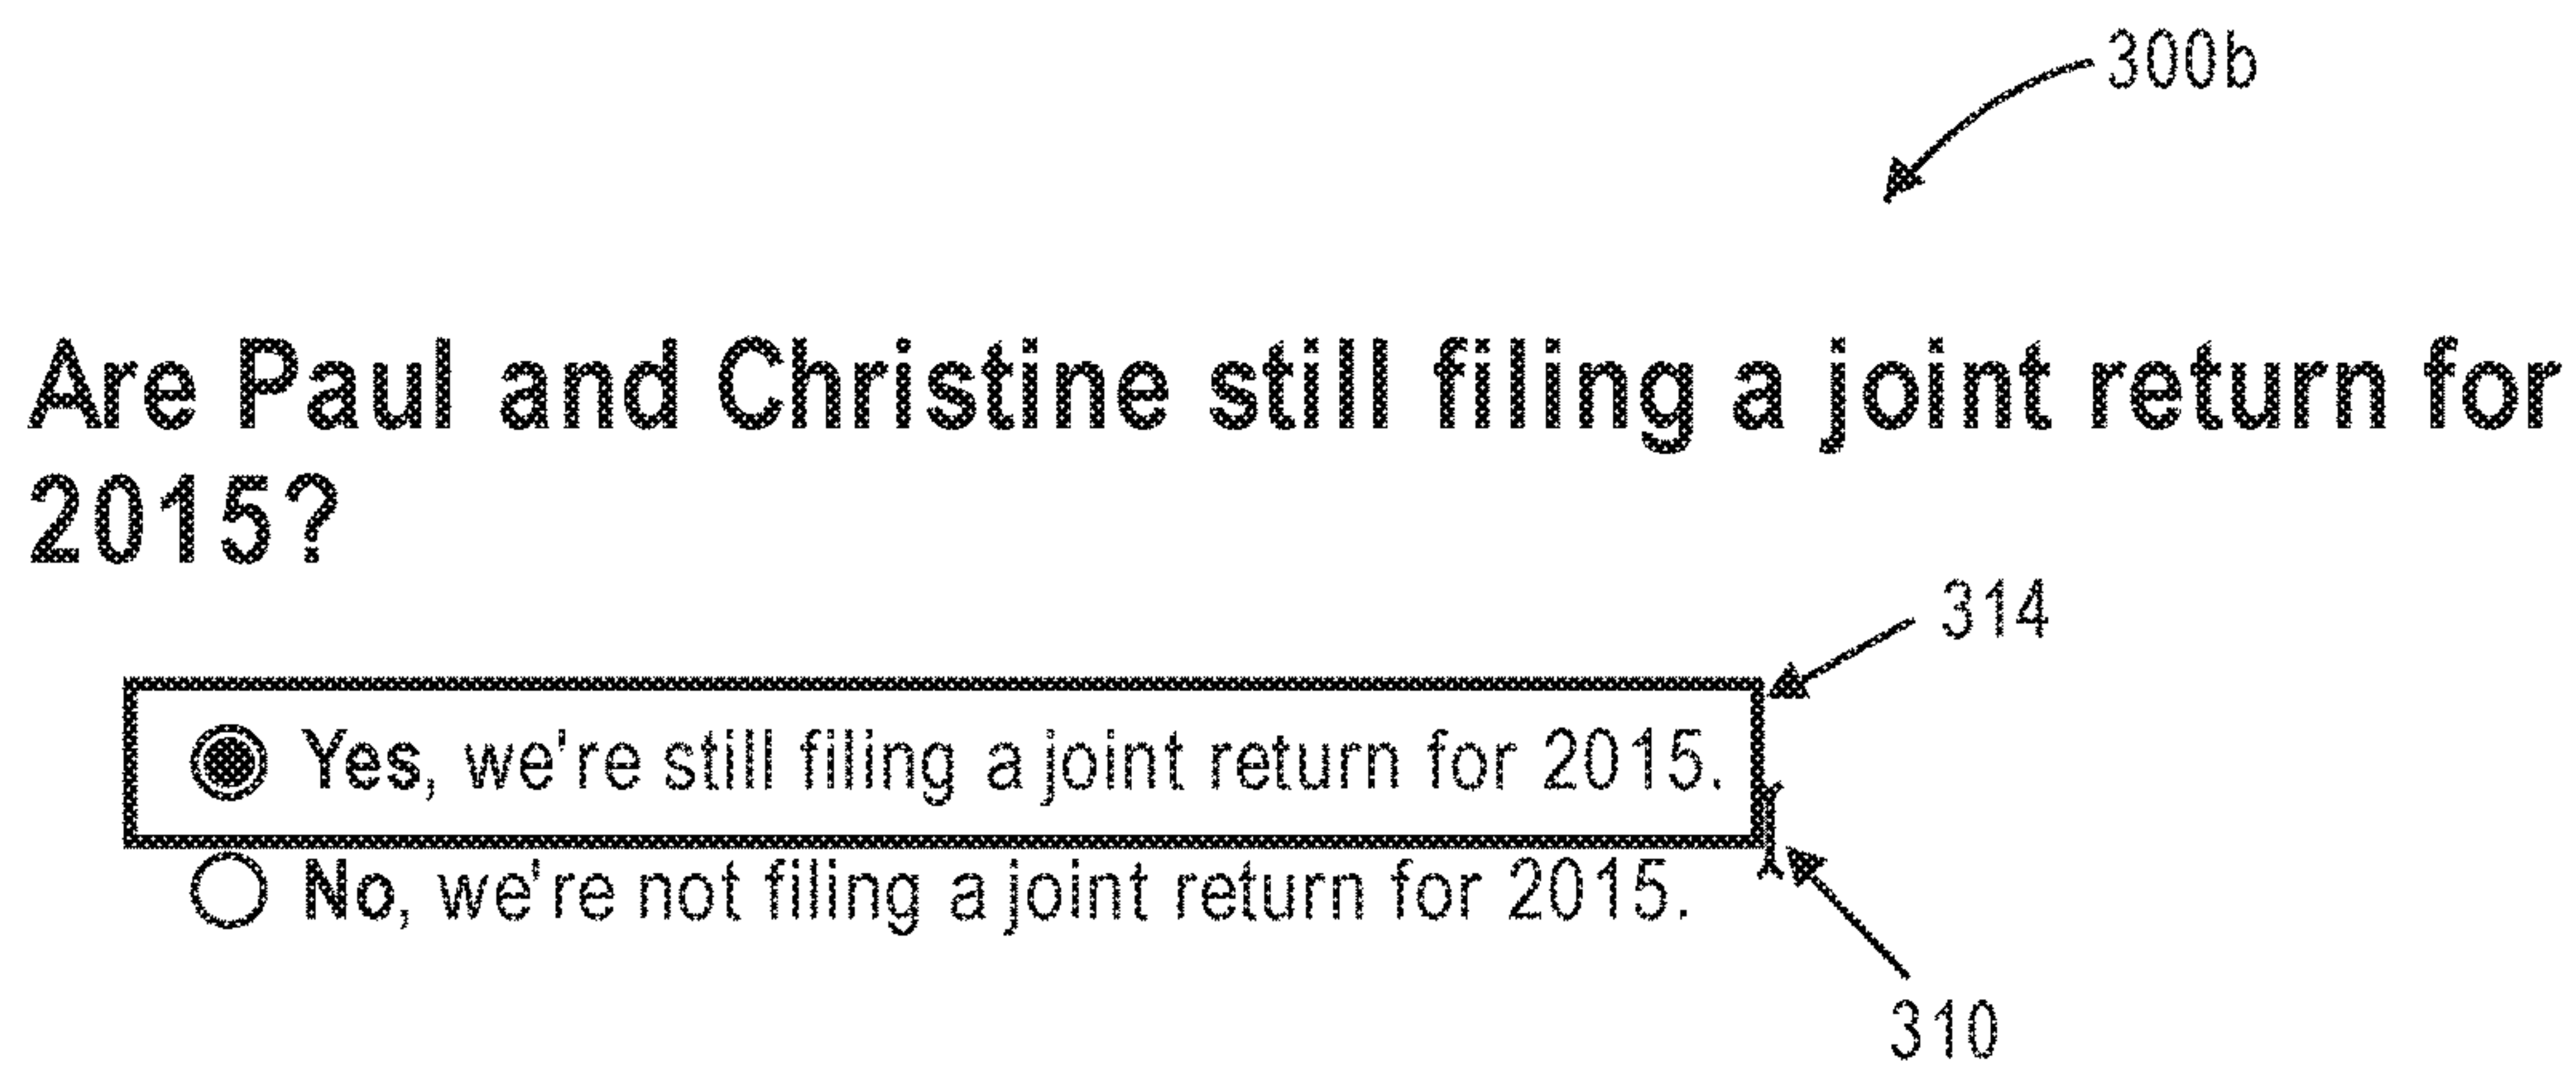 300b
Are Paul and Christine still filing a joint return for
2015?
314
Yes, we're still filing a joint return for 2015.
No, we're not filing a joint return for 2015.
310